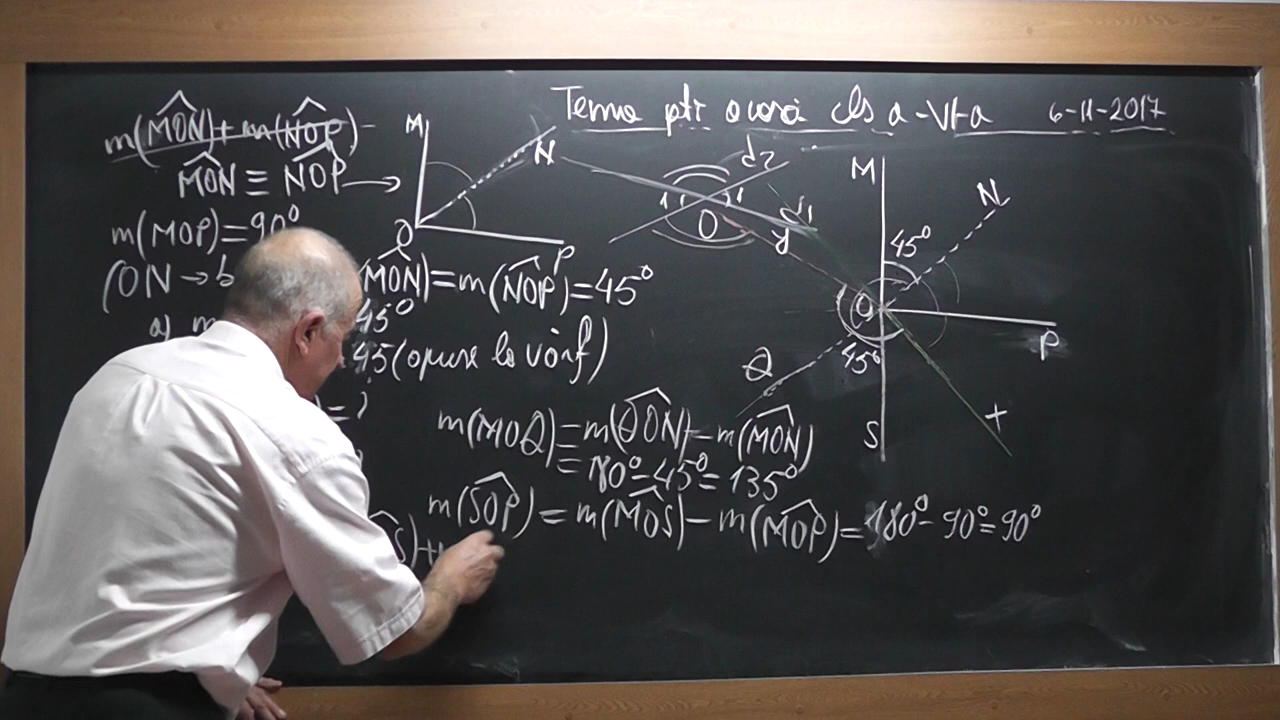 Tema ptr acasă cls a-VI-a 6-11-2017
m(MON)+m(NOP)-
MON ≡ NOP →
m(MOP)=90°
(ON → b
a) m
MON)=m(NOP)=45°
45°
45(opuse la vârf)
=?
m(MOQ)=m(QON)-m(MON)
=180°-45°=135°
m(SOP)=m(MOS)-m(MOP)=180°-90°=90°
S)+
M
N
O
P
d2
d1
1
1
O
y
M
N
45°
O
P
45°
Q
S